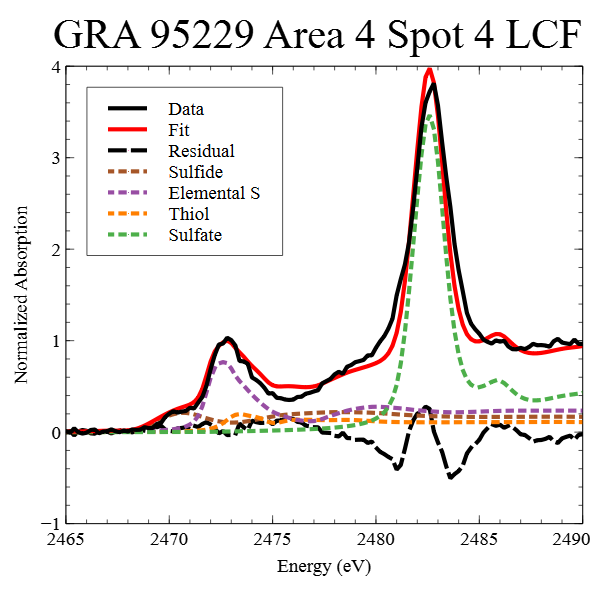 GRA 95229 Area 4 Spot 4 LCF
4
Data
Fit
Residual
Sulfide
Elemental S
Thiol
Sulfate
3
2
1
0
−1
Normalized Absorption
2465 2470 2475 2480 2485 2490
Energy (eV)